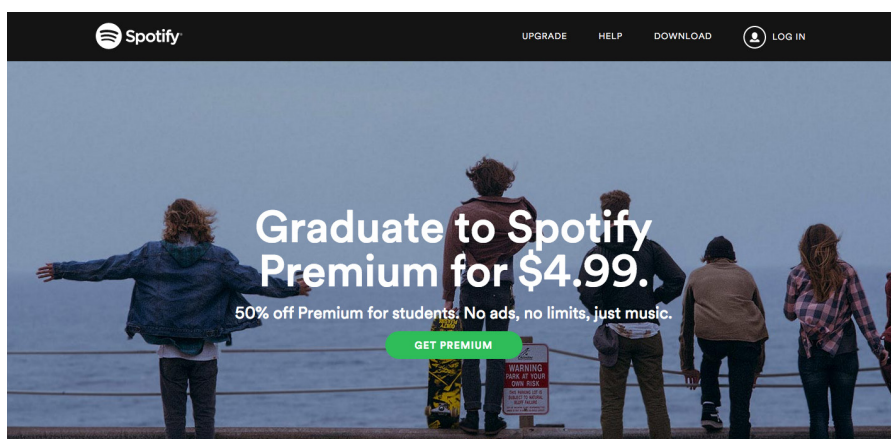 Spotify
UPGRADE
HELP
DOWNLOAD
LOG IN
Graduate to Spotify
Premium for $4.99.
50% off Premium for students. No ads, no limits, just music.
GET PREMIUM
WARNING
PARK AT YOUR
OWN RISK